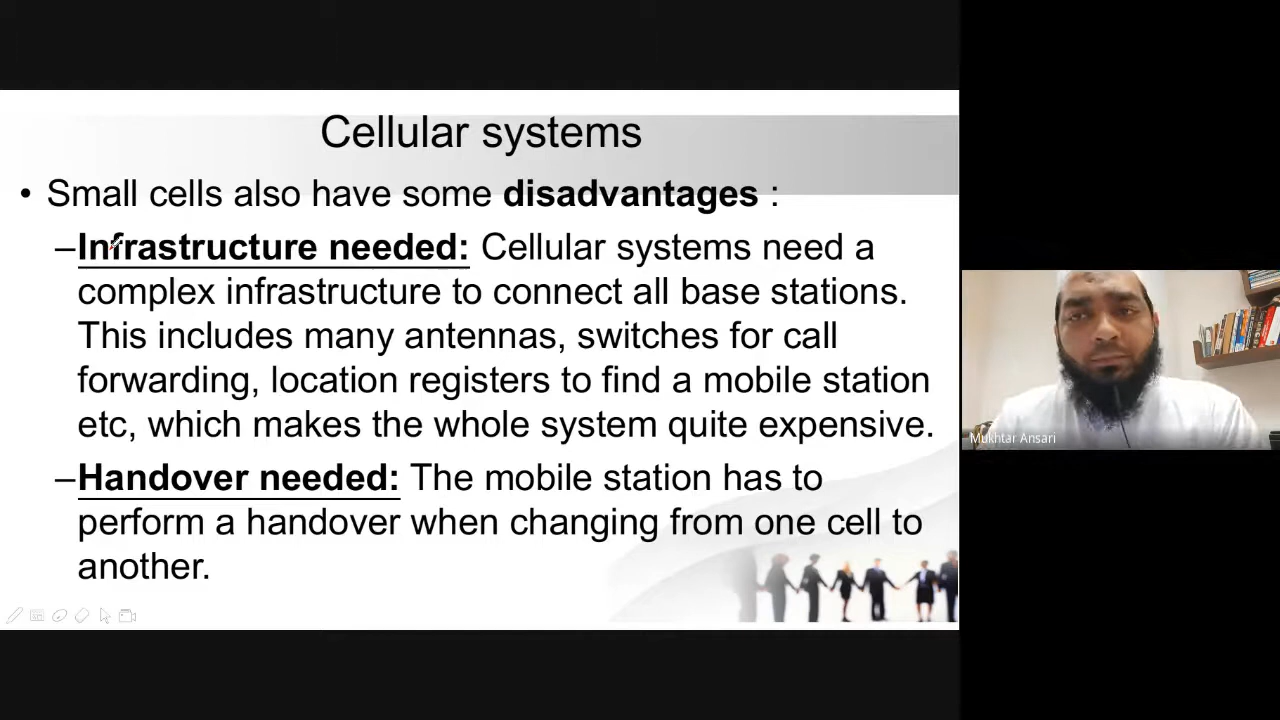 Cellular systems
• Small cells also have some disadvantages :
–Infrastructure needed: Cellular systems need a
complex infrastructure to connect all base stations.
This includes many antennas, switches for call
forwarding, location registers to find a mobile station
etc, which makes the whole system quite expensive.
–Handover needed: The mobile station has to
perform a handover when changing from one cell to
another.
Mukhtar Ansari